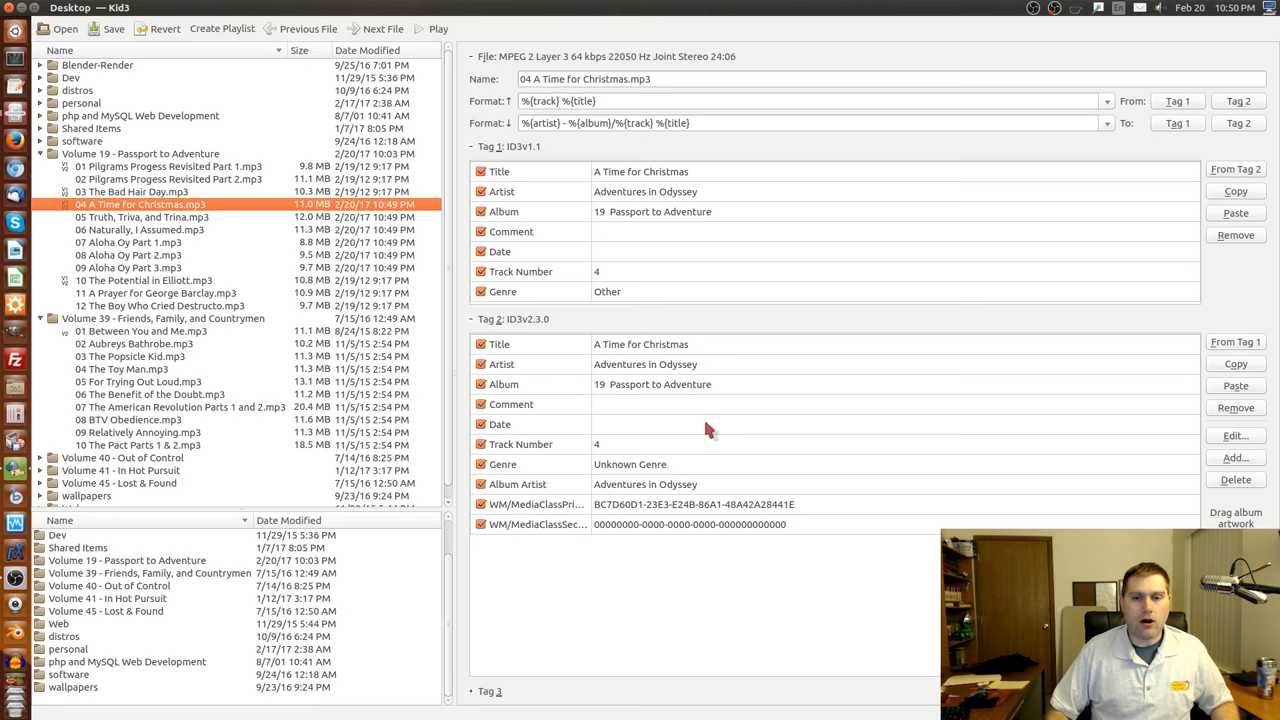 Desktop — Kid3
En
Feb 20
10:50 PM
Open
Save
Revert
Create Playlist
Previous File
Next File
Play
Name
Size
Date Modified
Blender-Render 9/25/16 7:01 PM
Dev 11/29/15 5:36 PM
distros 10/9/16 6:24 PM
personal 2/17/17 2:38 AM
php and MySQL Web Development 8/7/01 10:41 AM
Shared Items 1/7/17 8:05 PM
software 9/24/16 12:18 AM
Volume 19 - Passport to Adventure 2/20/17 10:03 PM
01 Pilgrams Progess Revisited Part 1.mp3 9.8 MB 2/19/12 9:17 PM
02 Pilgrams Progess Revisited Part 2.mp3 11.1 MB 2/19/12 9:17 PM
03 The Bad Hair Day.mp3 10.3 MB 2/19/12 9:17 PM
04 A Time for Christmas.mp3 11.0 MB 2/20/17 10:49 PM
05 Truth, Triva, and Trina.mp3 12.0 MB 2/20/17 10:49 PM
06 Naturally, I Assumed.mp3 11.3 MB 2/20/17 10:49 PM
07 Aloha Oy Part 1.mp3 8.8 MB 2/20/17 10:49 PM
08 Aloha Oy Part 2.mp3 9.5 MB 2/20/17 10:49 PM
09 Aloha Oy Part 3.mp3 9.7 MB 2/20/17 10:49 PM
10 The Potential in Elliott.mp3 10.8 MB 2/19/12 9:17 PM
11 A Prayer for George Barclay.mp3 10.9 MB 2/19/12 9:17 PM
12 The Boy Who Cried Destructo.mp3 9.7 MB 2/19/12 9:17 PM
Volume 39 - Friends, Family, and Countrymen 7/15/16 12:49 AM
01 Between You and Me.mp3 11.1 MB 8/24/15 8:22 PM
02 Aubreys Bathrobe.mp3 10.2 MB 11/5/15 2:54 PM
03 The Popsicle Kid.mp3 11.3 MB 11/5/15 2:54 PM
04 The Toy Man.mp3 11.3 MB 11/5/15 2:54 PM
05 For Trying Out Loud.mp3 13.1 MB 11/5/15 2:54 PM
06 The Benefit of the Doubt.mp3 11.2 MB 11/5/15 2:54 PM
07 The American Revolution Parts 1 and 2.mp3 20.4 MB 11/5/15 2:54 PM
08 BTV Obedience.mp3 11.6 MB 11/5/15 2:54 PM
09 Relatively Annoying.mp3 11.3 MB 11/5/15 2:54 PM
10 The Pact Parts 1 & 2.mp3 18.5 MB 11/5/15 2:54 PM
Volume 40 - Out of Control 7/14/16 8:25 PM
Volume 41 - In Hot Pursuit 1/12/17 3:17 PM
Volume 45 - Lost & Found 7/15/16 12:50 AM
wallpapers 9/23/16 9:24 PM
Name
Date Modified
Dev 11/29/15 5:36 PM
Shared Items 1/7/17 8:05 PM
Volume 19 - Passport to Adventure 2/20/17 10:03 PM
Volume 39 - Friends, Family, and Countrymen 7/15/16 12:49 AM
Volume 40 - Out of Control 7/14/16 8:25 PM
Volume 41 - In Hot Pursuit 1/12/17 3:17 PM
Volume 45 - Lost & Found 7/15/16 12:50 AM
Web 11/29/15 5:44 PM
distros 10/9/16 6:24 PM
personal 2/17/17 2:38 AM
php and MySQL Web Development 8/7/01 10:41 AM
software 9/24/16 12:18 AM
wallpapers 9/23/16 9:24 PM
File: MPEG 2 Layer 3 64 kbps 22050 Hz Joint Stereo 24:06
Name: 04 A Time for Christmas.mp3
Format:↑ %{track} %{title} From: Tag 1 Tag 2
Format:↓ %{artist} - %{album}/%{track} %{title} To: Tag 1 Tag 2
Tag 1: ID3v1.1
Title A Time for Christmas
Artist Adventures in Odyssey
Album 19 Passport to Adventure
Comment
Date
Track Number 4
Genre Other
From Tag 2
Copy
Paste
Remove
Tag 2: ID3v2.3.0
Title A Time for Christmas
Artist Adventures in Odyssey
Album 19 Passport to Adventure
Comment
Date
Track Number 4
Genre Unknown Genre
Album Artist Adventures in Odyssey
WM/MediaClassPri... BC7D60D1-23E3-E24B-86A1-48A42A28441E
WM/MediaClassSec... 00000000-0000-0000-0000-000000000000
From Tag 1
Copy
Paste
Remove
Edit...
Add...
Delete
Drag album
artwork
Tag 3